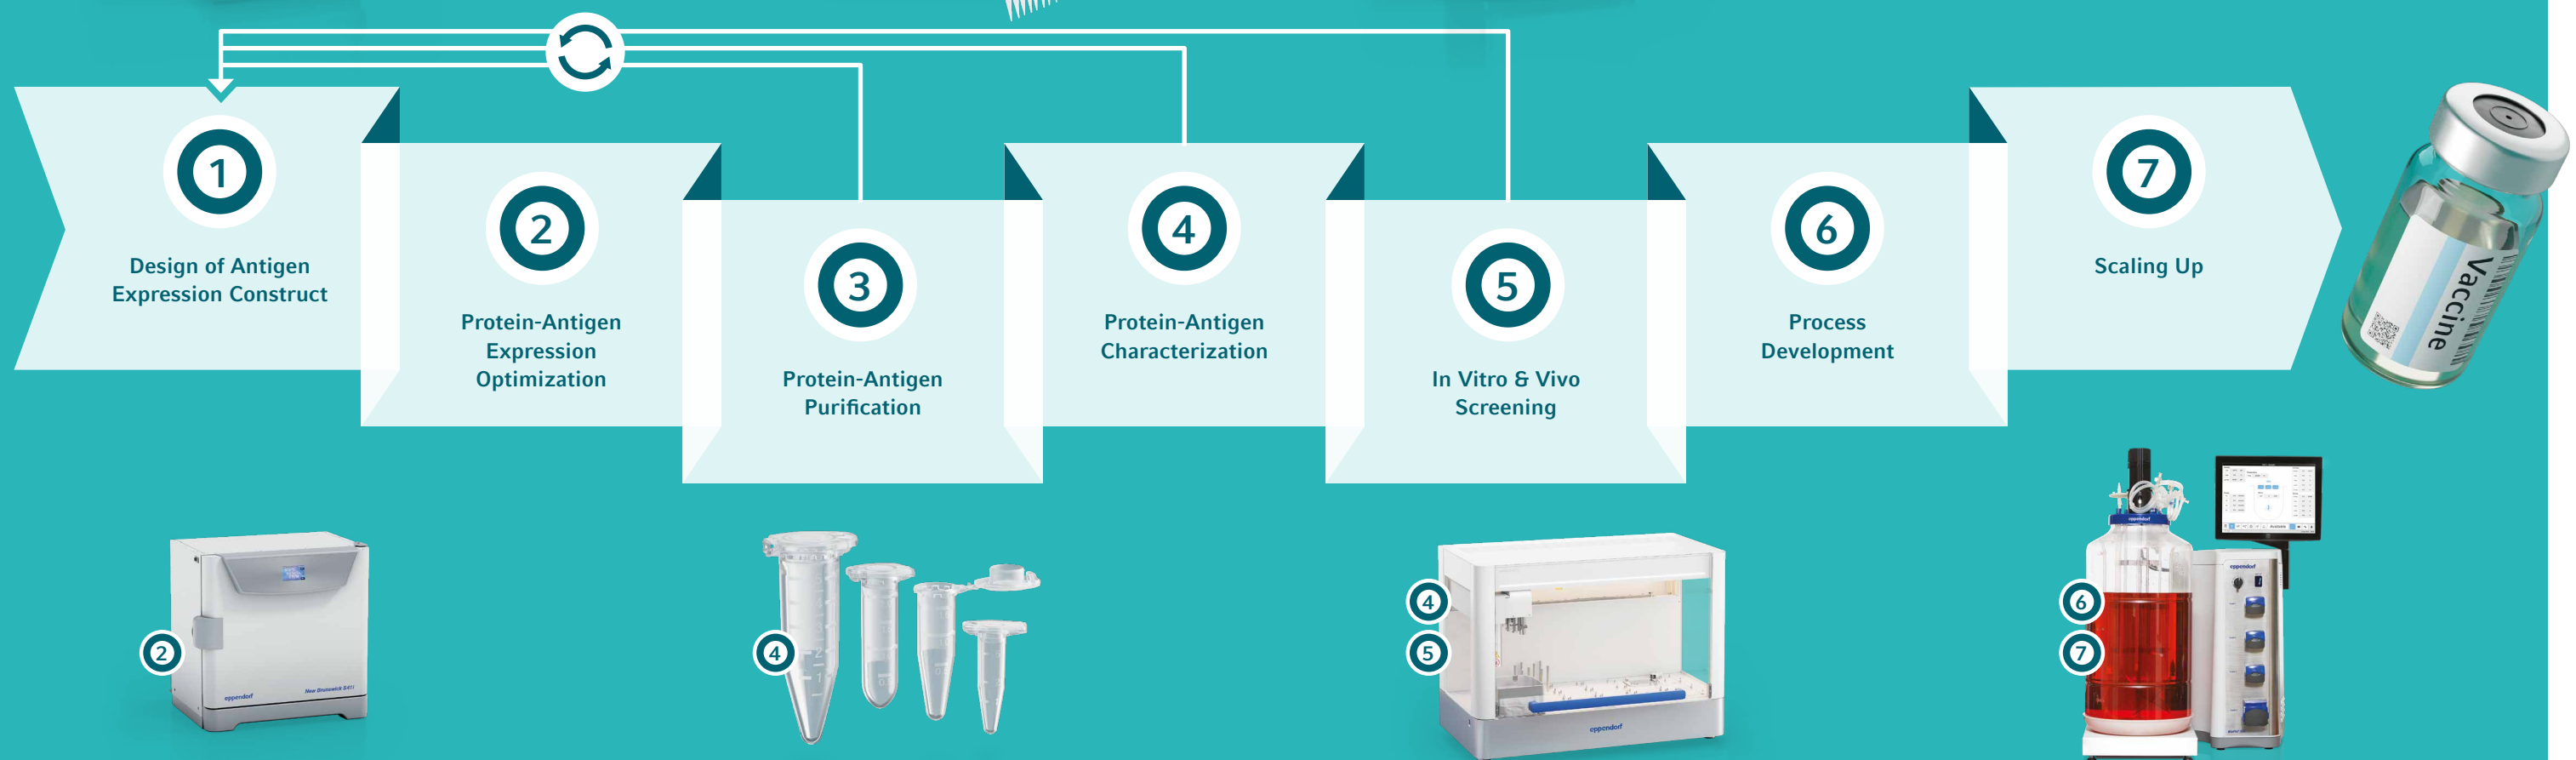 1
Design of Antigen
Expression Construct
2
Protein-Antigen
Expression
Optimization
3
Protein-Antigen
Purification
4
Protein-Antigen
Characterization
5
In Vitro & Vivo
Screening
6
Process
Development
7
Scaling Up
Vaccine
2
eppendorf
New Brunswick S41i
4
4
5
eppendorf
6
7
eppendorf
eppendorf